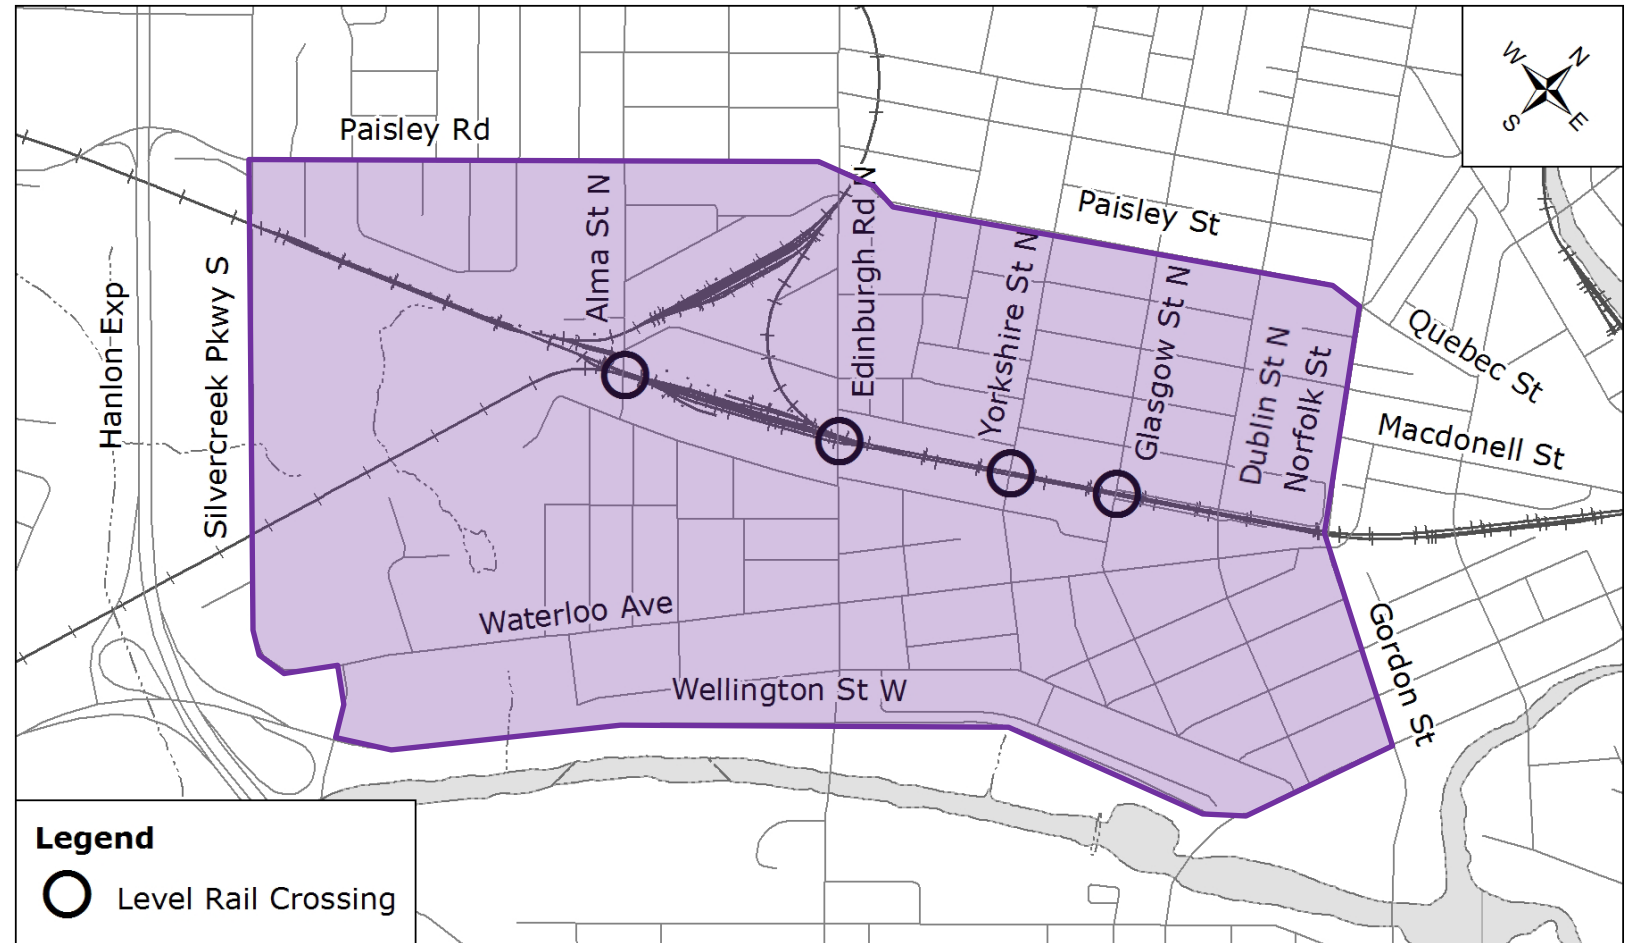 W
N
S
E
Paisley Rd
Paisley St
Hanlon Exp
Silvercreek Pkwy S
Alma St N
Edinburgh Rd N
Yorkshire St N
Glasgow St N
Dublin St N
Norfolk St
Quebec St
Macdonell St
Gordon St
Waterloo Ave
Wellington St W
Legend
Level Rail Crossing